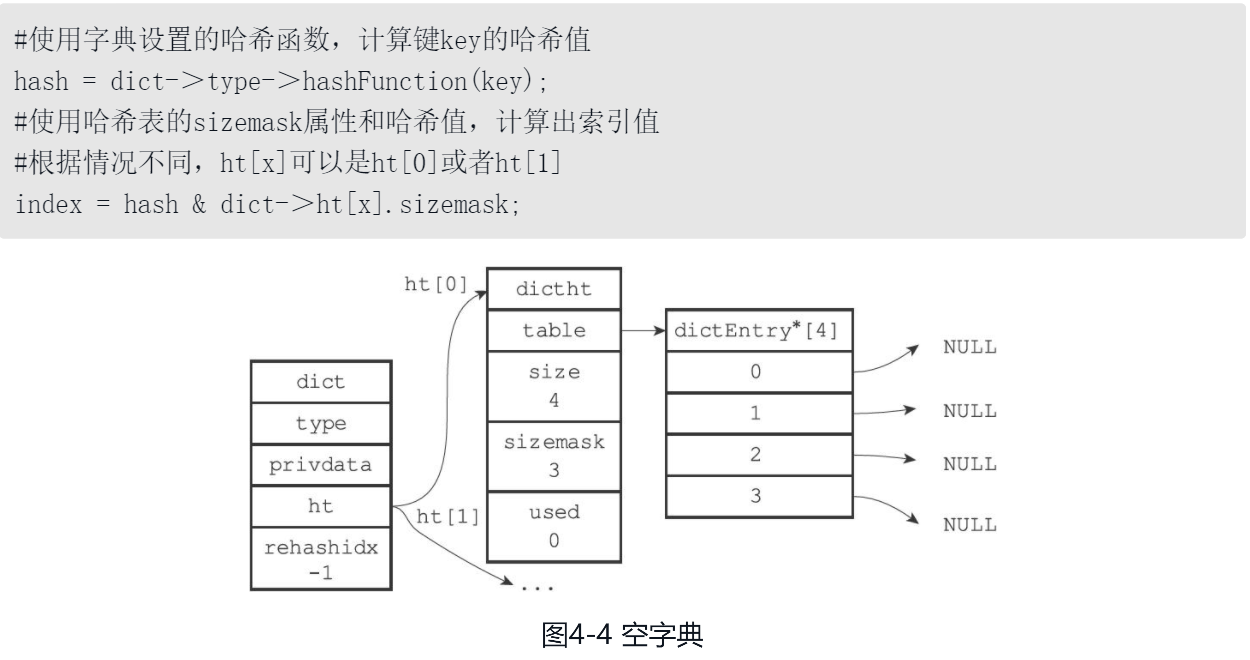 #使用字典设置的哈希函数，计算键key的哈希值
hash = dict->type->hashFunction(key);
#使用哈希表的sizemask属性和哈希值，计算出索引值
#根据情况不同，ht[x]可以是ht[0]或者ht[1]
index = hash & dict->ht[x].sizemask;
dict
type
privdata
ht
rehashidx
-1
ht[0]
ht[1]
dictht
table
size
4
sizemask
3
used
0
...
dictEntry*[4]
0
1
2
3
NULL
NULL
NULL
NULL
图4-4 空字典